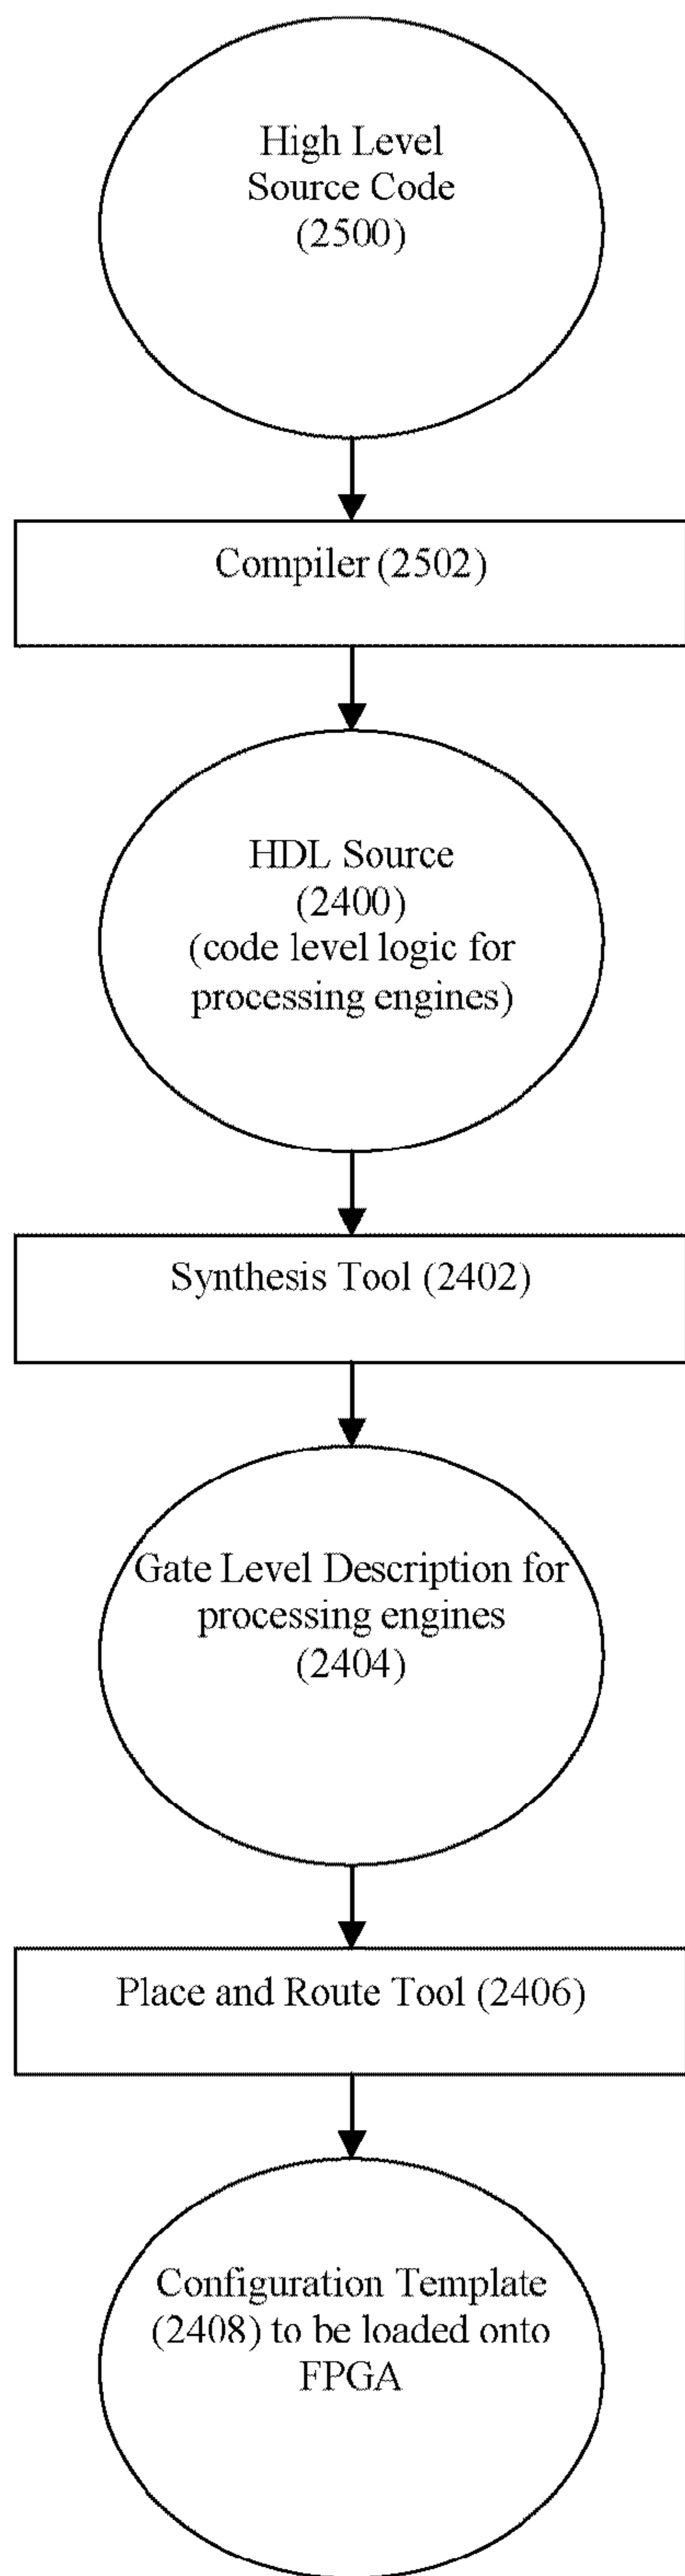 High Level
Source Code
(2500)
Compiler (2502)
HDL Source
(2400)
(code level logic for
processing engines)
Synthesis Tool (2402)
Gate Level Description for
processing engines
(2404)
Place and Route Tool (2406)
Configuration Template
(2408) to be loaded onto
FPGA